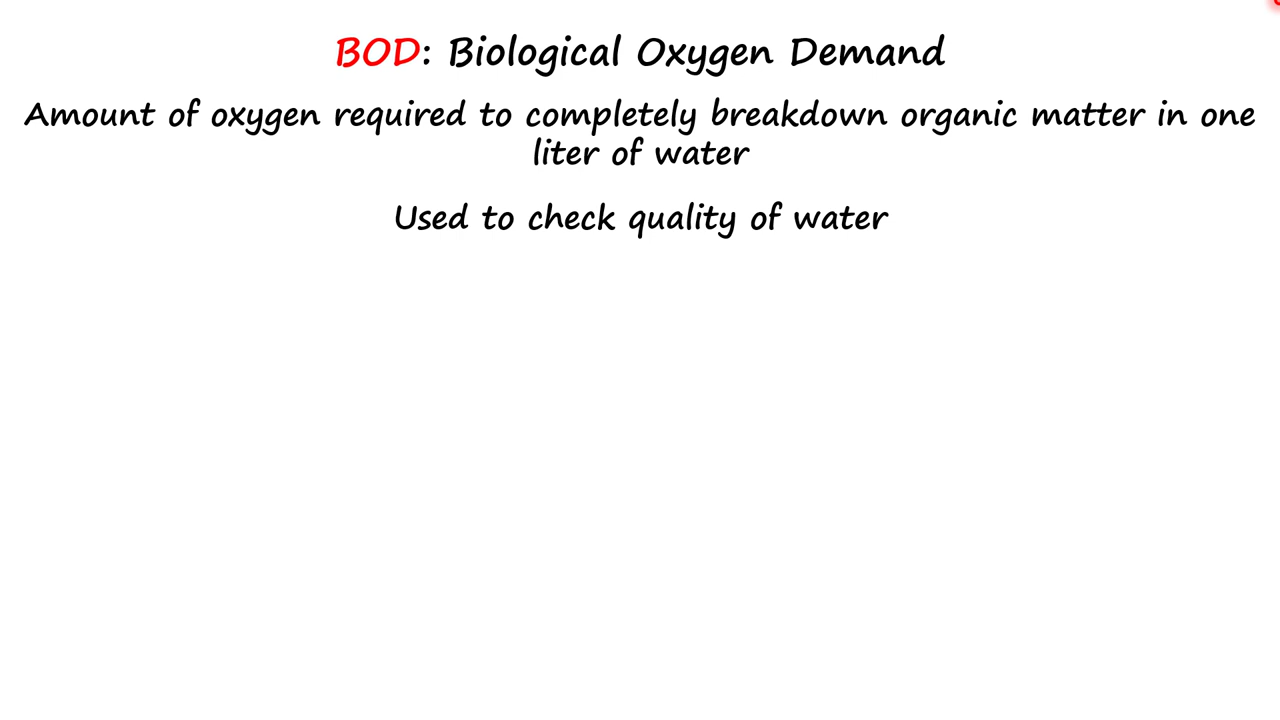 BOD: Biological Oxygen Demand
Amount of oxygen required to completely breakdown organic matter in one
liter of water
Used to check quality of water